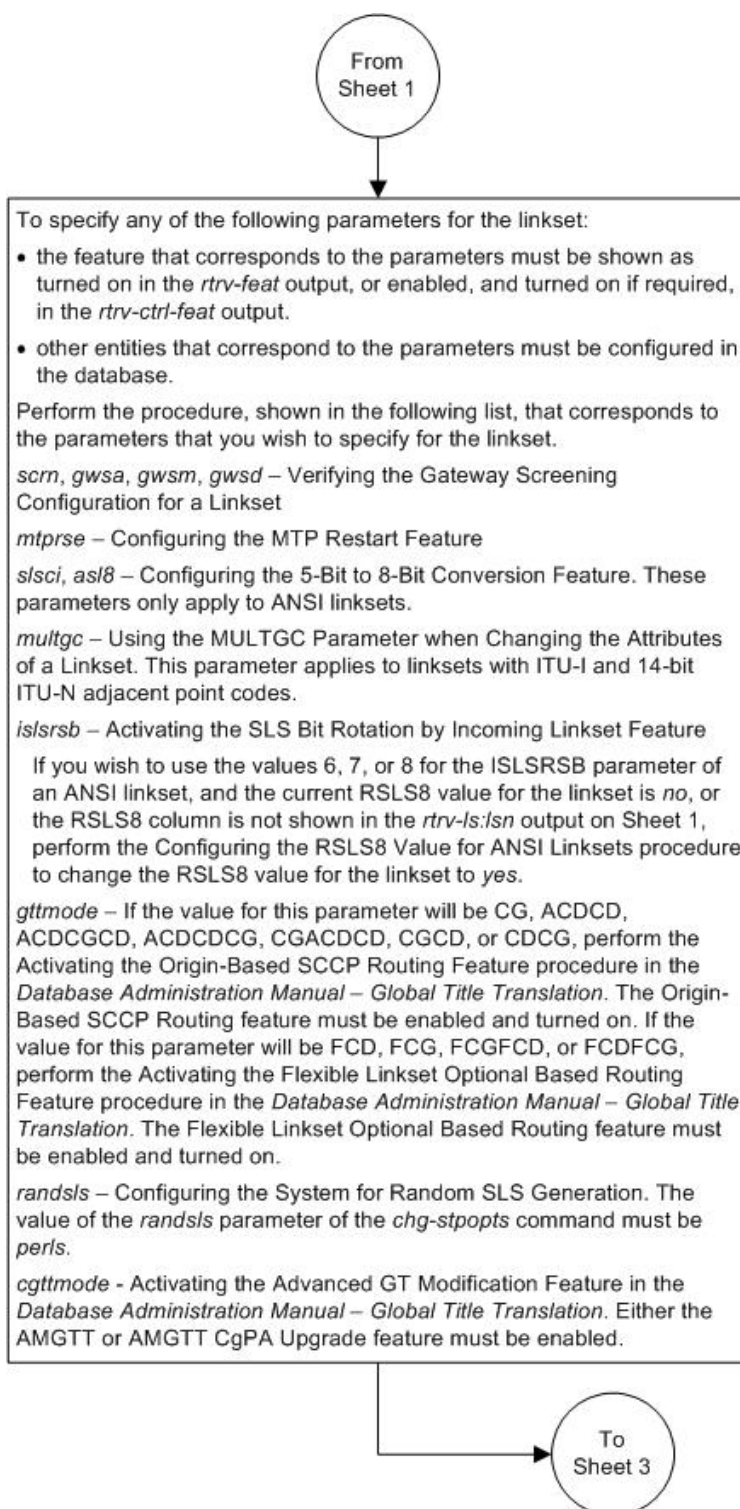 From
Sheet 1
To specify any of the following parameters for the linkset:
• the feature that corresponds to the parameters must be shown as
turned on in the rtrv-feat output, or enabled, and turned on if required,
in the rtrv-ctrl-feat output.
• other entities that correspond to the parameters must be configured in
the database.
Perform the procedure, shown in the following list, that corresponds to
the parameters that you wish to specify for the linkset.
scrn, gwsa, gwsm, gwsd – Verifying the Gateway Screening
Configuration for a Linkset
mtprse – Configuring the MTP Restart Feature
slsci, asl8 – Configuring the 5-Bit to 8-Bit Conversion Feature. These
parameters only apply to ANSI linksets.
multgc – Using the MULTGC Parameter when Changing the Attributes
of a Linkset. This parameter applies to linksets with ITU-I and 14-bit
ITU-N adjacent point codes.
islsrsb – Activating the SLS Bit Rotation by Incoming Linkset Feature
If you wish to use the values 6, 7, or 8 for the ISLSRSB parameter of
an ANSI linkset, and the current RSLS8 value for the linkset is no, or
the RSLS8 column is not shown in the rtrv-ls:lsn output on Sheet 1,
perform the Configuring the RSLS8 Value for ANSI Linksets procedure
to change the RSLS8 value for the linkset to yes.
gttmode – If the value for this parameter will be CG, ACDCD,
ACDCGCD, ACDCDCG, CGACDCD, CGCD, or CDCG, perform the
Activating the Origin-Based SCCP Routing Feature procedure in the
Database Administration Manual – Global Title Translation. The Origin-
Based SCCP Routing feature must be enabled and turned on. If the
value for this parameter will be FCD, FCG, FCGFCD, or FCDFCG,
perform the Activating the Flexible Linkset Optional Based Routing
Feature procedure in the Database Administration Manual – Global Title
Translation. The Flexible Linkset Optional Based Routing feature must
be enabled and turned on.
randsls – Configuring the System for Random SLS Generation. The
value of the randsls parameter of the chg-stpopts command must be
perls.
cgttmode - Activating the Advanced GT Modification Feature in the
Database Administration Manual – Global Title Translation. Either the
AMGTT or AMGTT CgPA Upgrade feature must be enabled.
To
Sheet 3